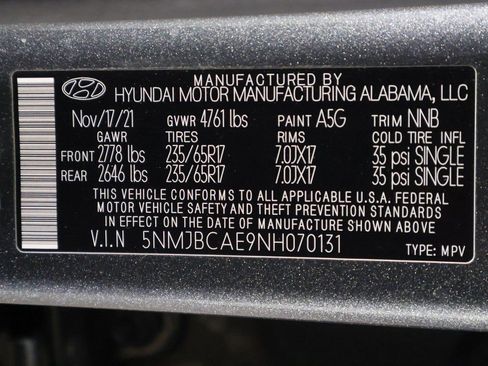 MANUFACTURED BY
HYUNDAI MOTOR MANUFACTURING ALABAMA, LLC
Nov/17/21 GVWR 4761 lbs PAINT A5G TRIM NNB
GAWR TIRES RIMS COLD TIRE INFL
FRONT 2778 lbs 235/65R17 7.0JX17 35 psi SINGLE
REAR 2646 lbs 235/65R17 7.0JX17 35 psi SINGLE
THIS VEHICLE CONFORMS TO ALL APPLICABLE U.S.A. FEDERAL
MOTOR VEHICLE SAFETY AND THEFT PREVENTION STANDARDS
IN EFFECT ON THE DATE OF MANUFACTURE SHOWN ABOVE
V.I.N 5NMJBCAE9NH070131 TYPE: MPV